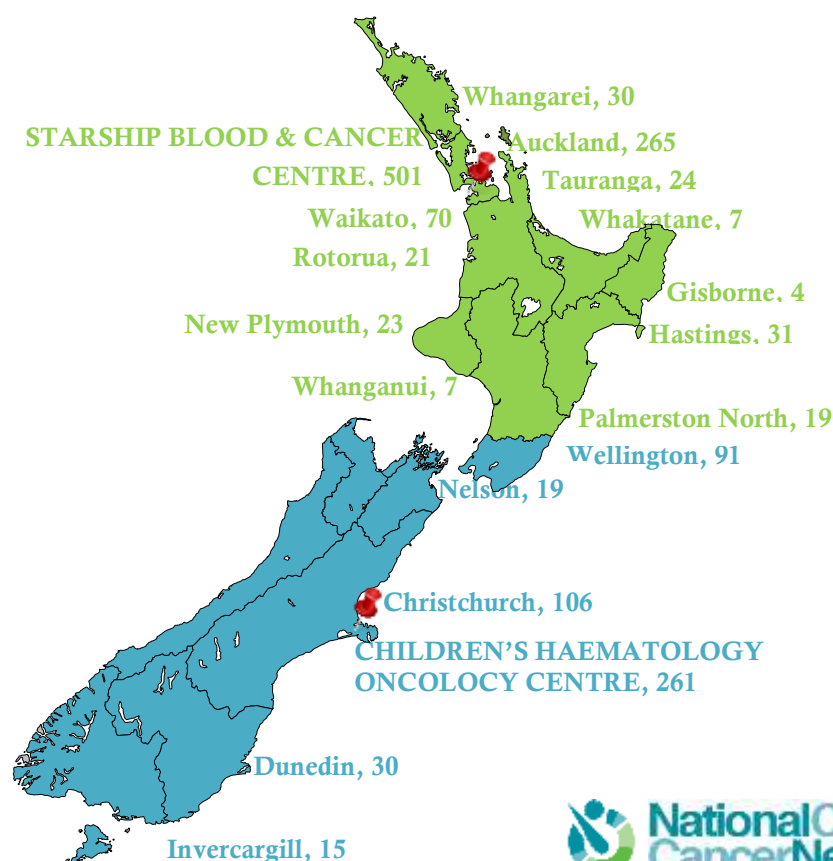 Whangarei, 30
STARSHIP BLOOD & CANCER
CENTRE, 501
Auckland, 265
Tauranga, 24
Waikato, 70
Whakatane, 7
Rotorua, 21
Gisborne, 4
New Plymouth, 23
Hastings, 31
Whanganui, 7
Palmerston North, 19
Wellington, 91
Nelson, 19
Christchurch, 106
CHILDREN'S HAEMATOLOGY
ONCOLOCY CENTRE, 261
Dunedin, 30
Invercargill, 15
NationalC